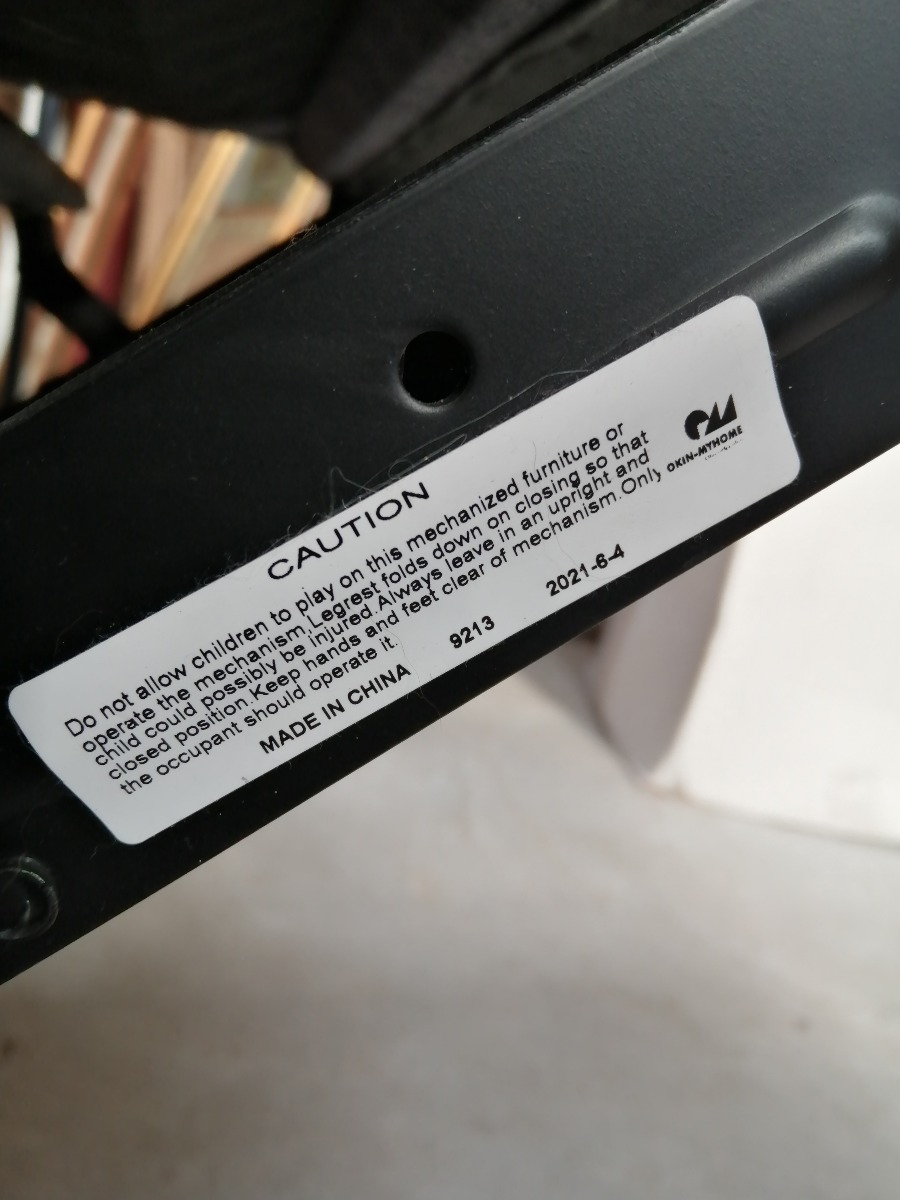 CAUTION
Do not allow children to play on this mechanized furniture or
operate the mechanism,Legrest folds down on closing so that
child could possibly be injured.Always leave in an upright and
closed position.Keep hands and feet clear of mechanism.Only
the occupant should operate it.
MADE IN CHINA 9213 2021-6-4
OKIN-MYHOME